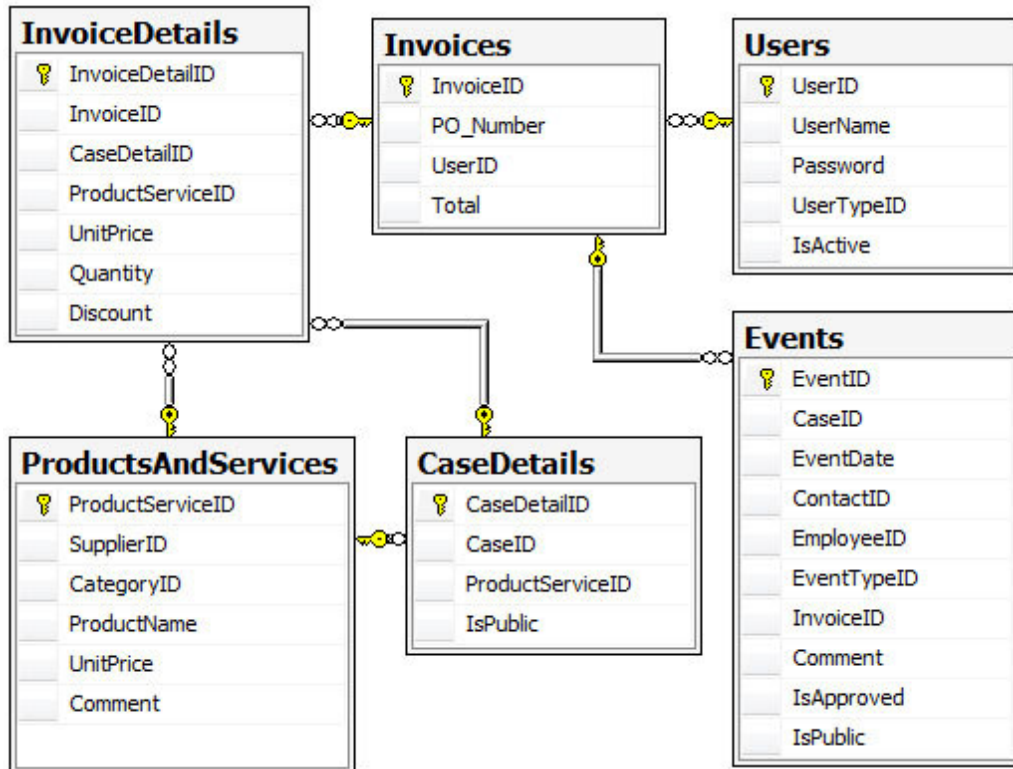 InvoiceDetails
InvoiceDetailID
InvoiceID
CaseDetailID
ProductServiceID
UnitPrice
Quantity
Discount
Invoices
InvoiceID
PO_Number
UserID
Total
Users
UserID
UserName
Password
UserTypeID
IsActive
Events
EventID
CaseID
EventDate
ContactID
EmployeeID
EventTypeID
InvoiceID
Comment
IsApproved
IsPublic
ProductsAndServices
ProductServiceID
SupplierID
CategoryID
ProductName
UnitPrice
Comment
CaseDetails
CaseDetailID
CaseID
ProductServiceID
IsPublic